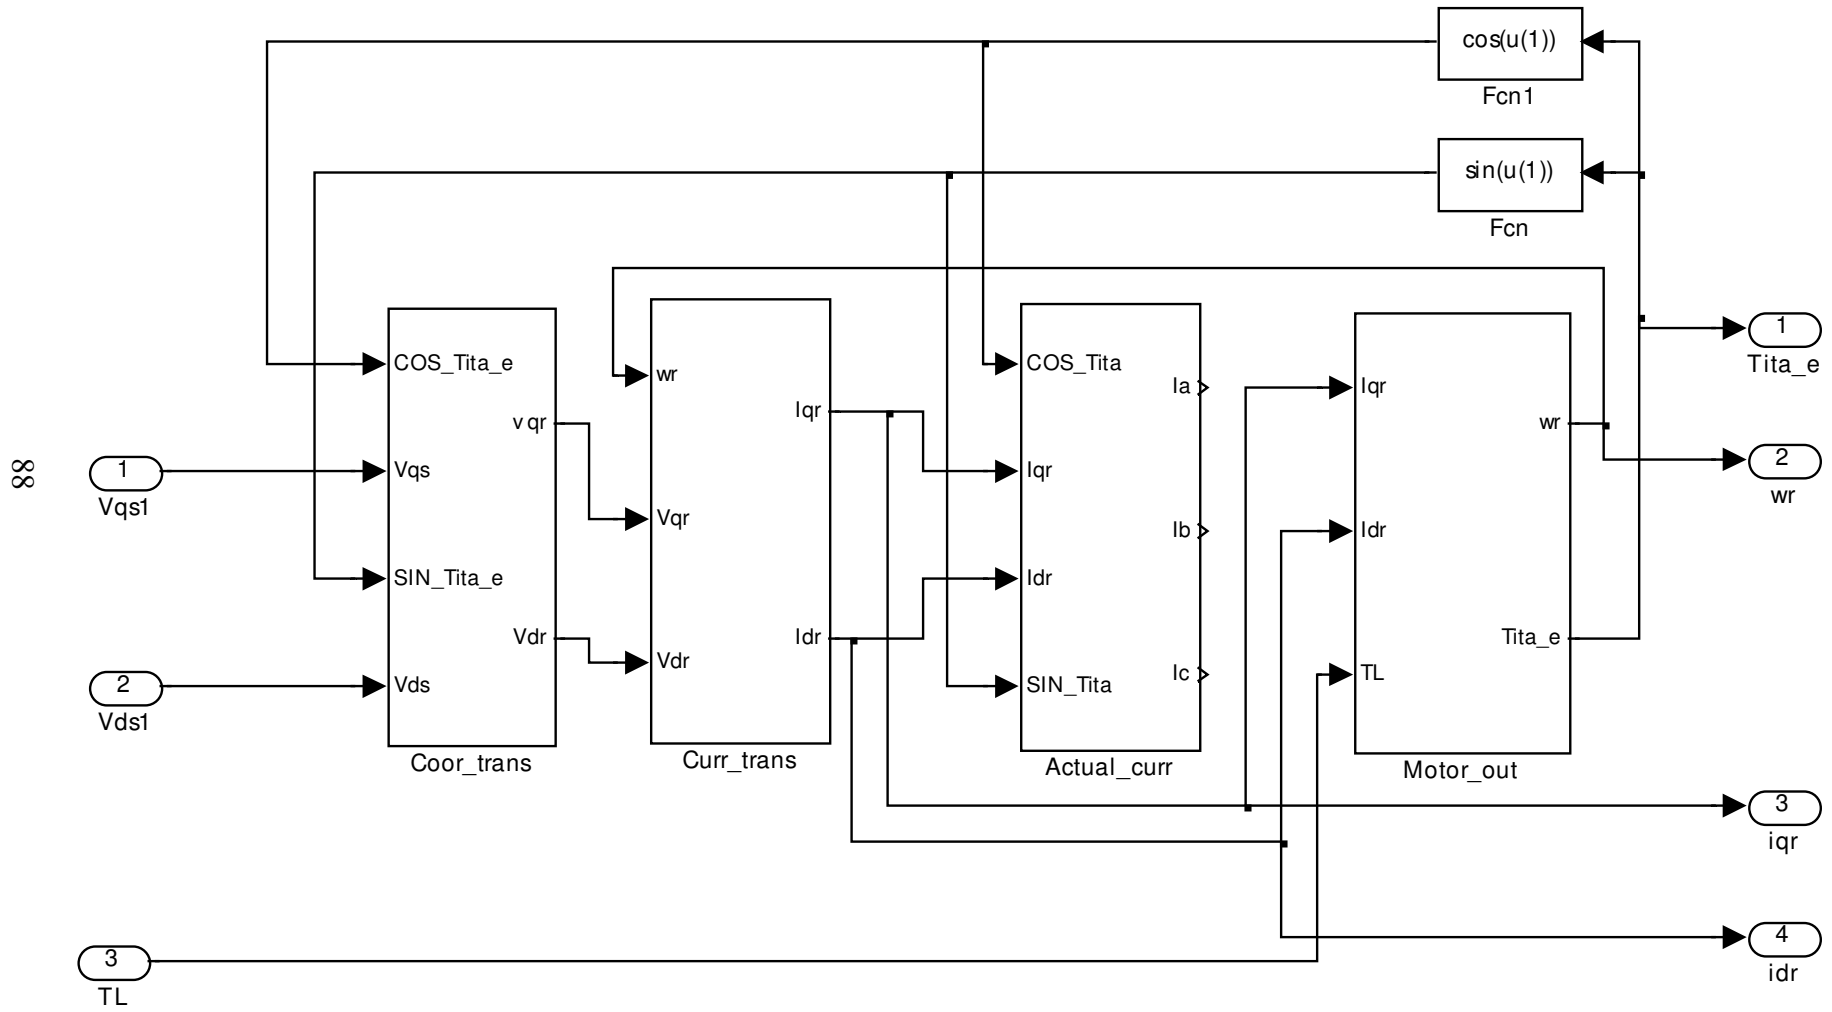 cos(u(1))
Fcn1
sin(u(1))
Fcn
COS_Tita_e
vqr
Vqs
SIN_Tita_e
Vdr
Vds
Coor_trans
wr
Iqr
Vqr
Idr
Vdr
Curr_trans
COS_Tita
Ia
Iqr
Ib
Idr
Ic
SIN_Tita
Actual_curr
Iqr
wr
Idr
Tita_e
TL
Motor_out
1
Tita_e
2
wr
3
iqr
4
idr
1
Vqs1
2
Vds1
3
TL
88